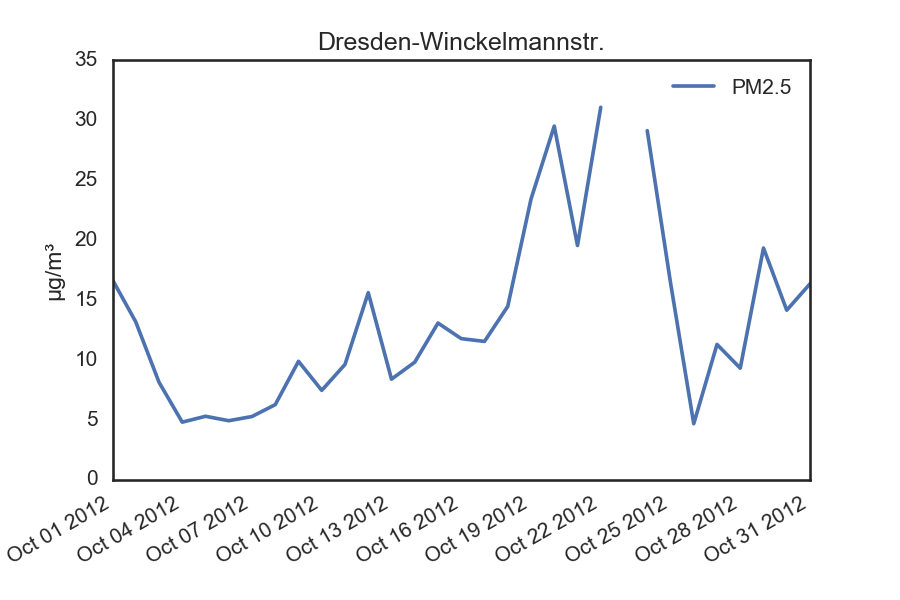 Dresden-Winckelmannstr.
35
30
25
20
15
10
5
0
µg/m³
PM2.5
Oct 01 2012
Oct 04 2012
Oct 07 2012
Oct 10 2012
Oct 13 2012
Oct 16 2012
Oct 19 2012
Oct 22 2012
Oct 25 2012
Oct 28 2012
Oct 31 2012